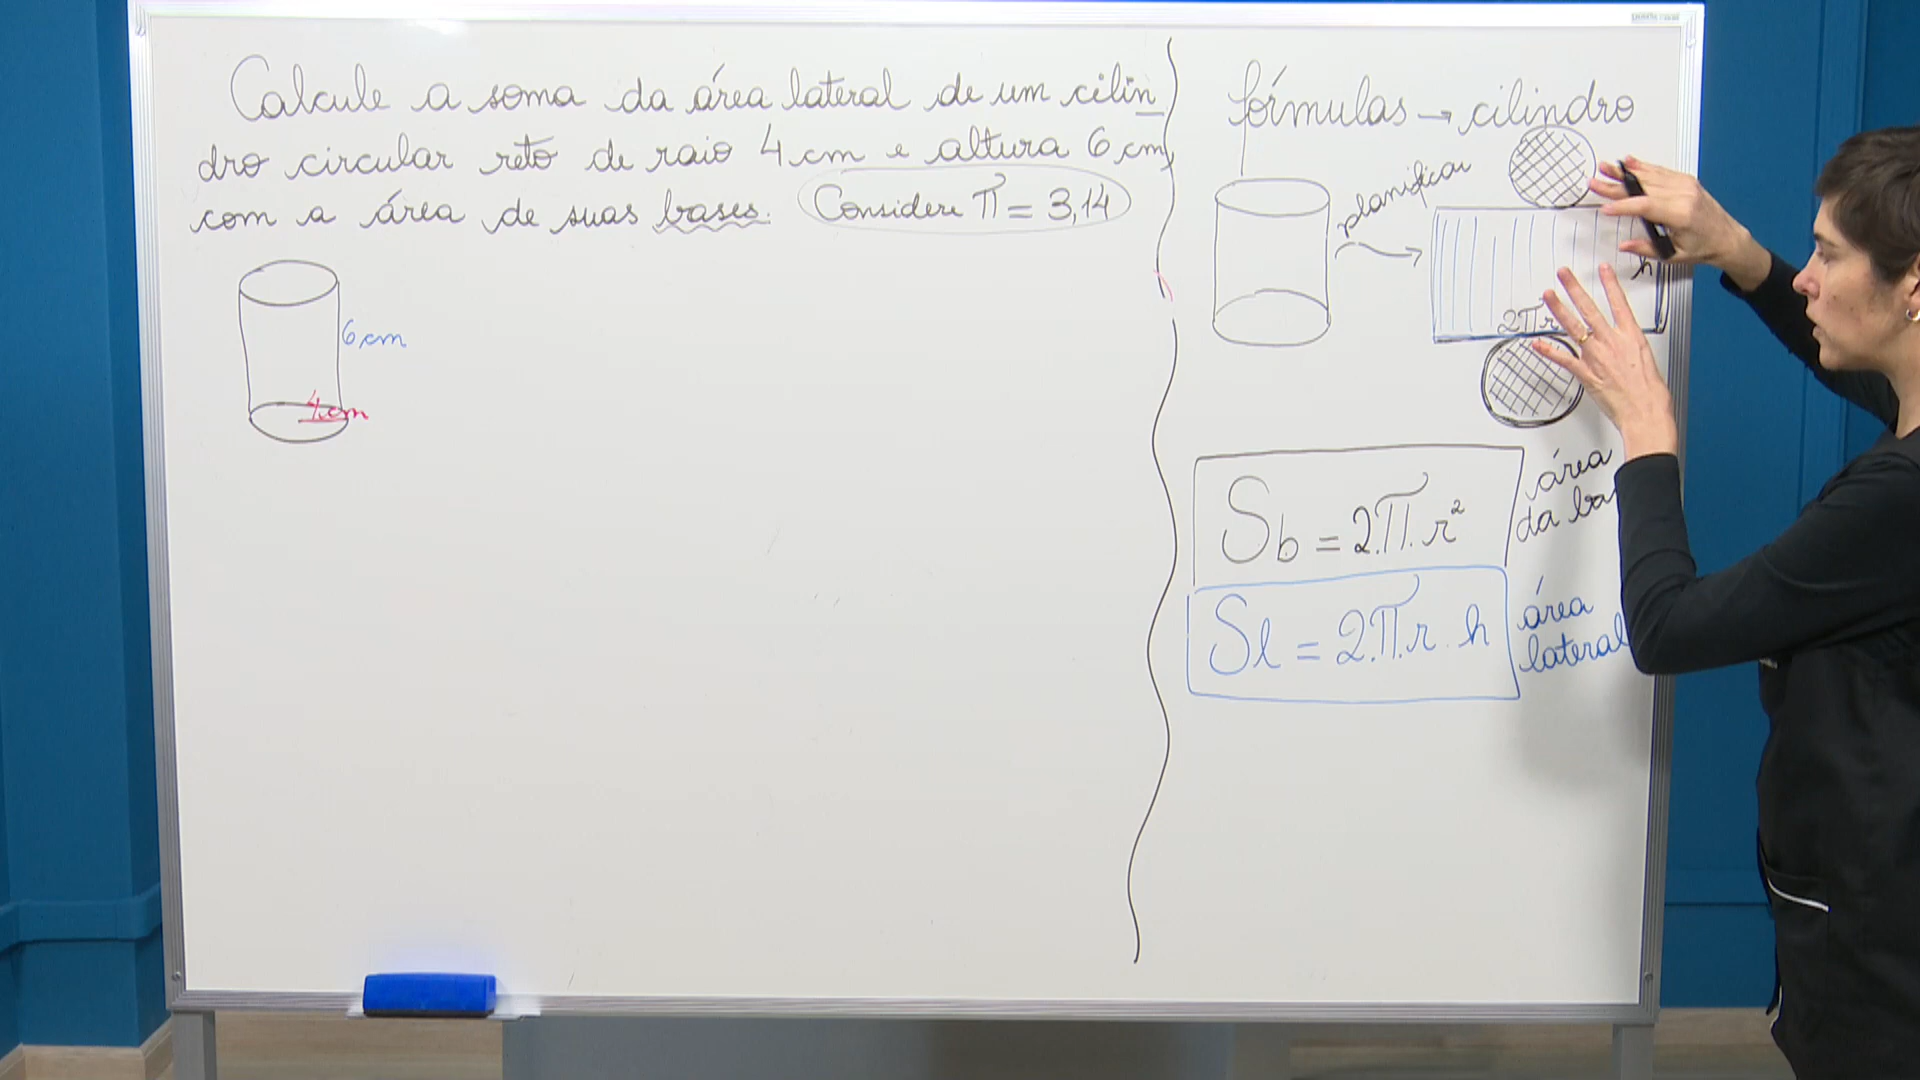 Calcule a soma da área lateral de um cilin
dro circular reto de raio 4 cm e altura 6 cm,
com a área de suas bases. Considere π = 3,14
6 cm
4 cm
fórmulas → cilindro
planificar
h
2πr
Sb = 2.π.r²
área
da
Sl = 2.π.r.h
área
lateral